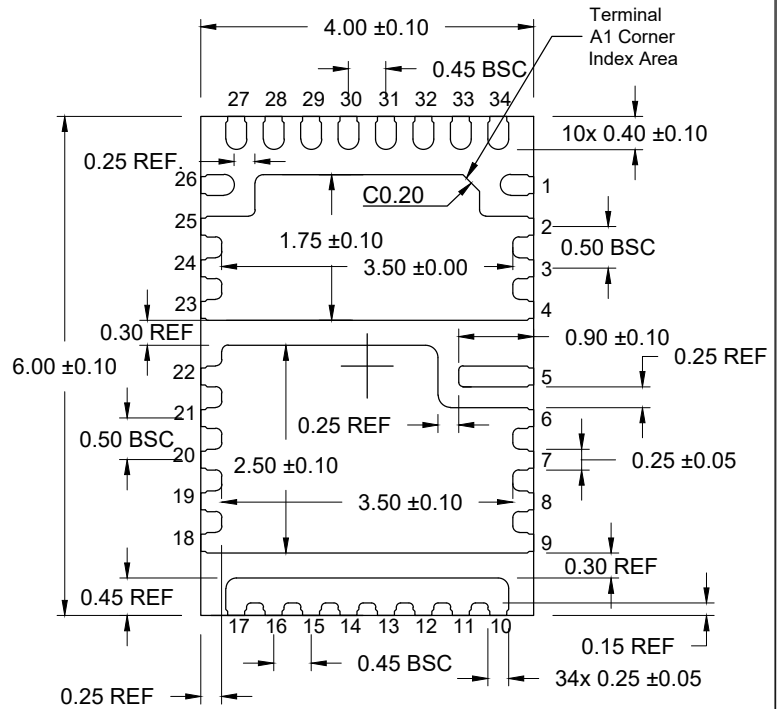 Terminal
A1 Corner
Index Area
4.00 ±0.10
0.45 BSC
27 28 29 30 31 32 33 34
10x 0.40 ±0.10
0.25 REF.
26
1
C0.20
25
2
1.75 ±0.10
0.50 BSC
24
3.50 ±0.00
3
23
4
0.30 REF
0.90 ±0.10
6.00 ±0.10
0.25 REF
22
5
21
6
0.25 REF
0.50 BSC
20
7
2.50 ±0.10
0.25 ±0.05
19
3.50 ±0.10
8
18
9
0.30 REF
0.45 REF
17 16 15 14 13 12 11 10
0.15 REF
0.45 BSC
34x 0.25 ±0.05
0.25 REF